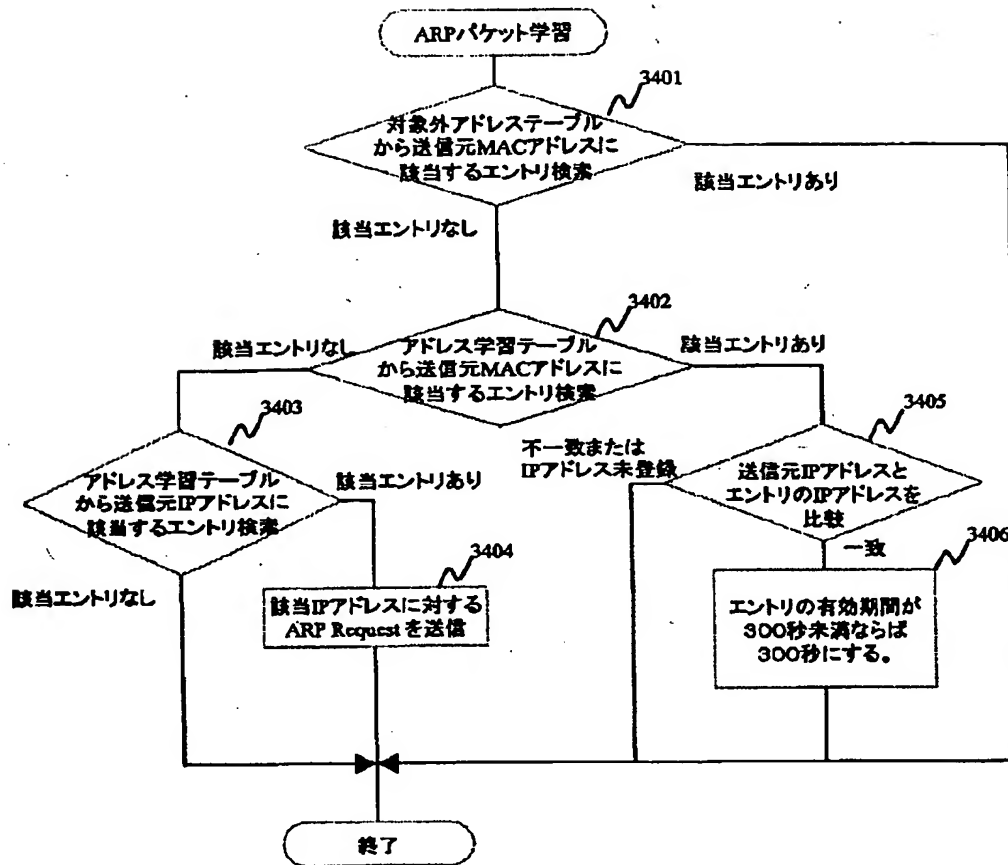 ARPパケット学習
3401
対象外アドレステーブル
から送信元MACアドレスに
該当するエントリ検索
該当エントリあり
該当エントリなし
3402
アドレス学習テーブル
から送信元MACアドレスに
該当するエントリ検索
該当エントリなし
該当エントリあり
3403
アドレス学習テーブル
から送信元IPアドレスに
該当するエントリ検索
該当エントリあり
該当エントリなし
3404
該当IPアドレスに対する
ARP Requestを送信
3405
送信元IPアドレスと
エントリのIPアドレスを
比較
不一致または
IPアドレス未登録
一致
3406
エントリの有効期間が
300秒未満ならば
300秒にする。
終了